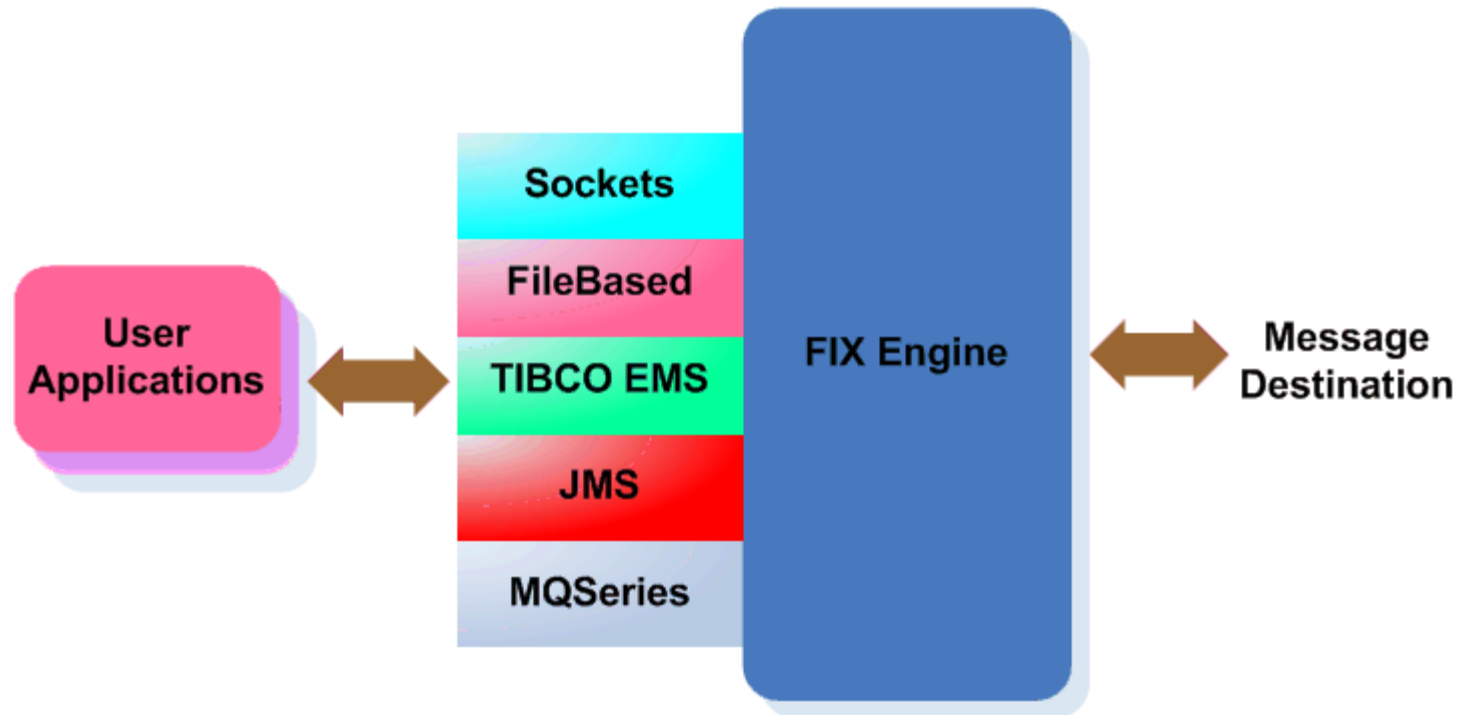 User
Applications
Sockets
FileBased
TIBCO EMS
JMS
MQSeries
FIX Engine
Message
Destination